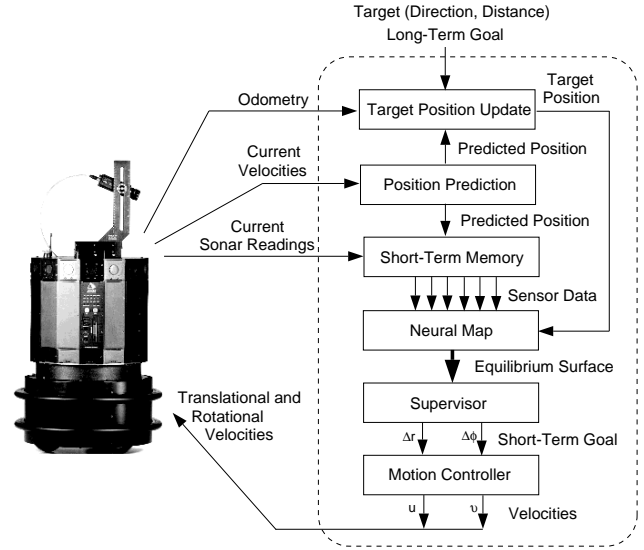 Target (Direction, Distance)
Long-Term Goal
Target
Position
Odometry
Target Position Update
Predicted Position
Current
Velocities
Position Prediction
Predicted Position
Current
Sonar Readings
Short-Term Memory
Sensor Data
Neural Map
Equilibrium Surface
Translational and
Rotational
Velocities
Supervisor
Δr
Δϕ
Short-Term Goal
Motion Controller
u
υ
Velocities